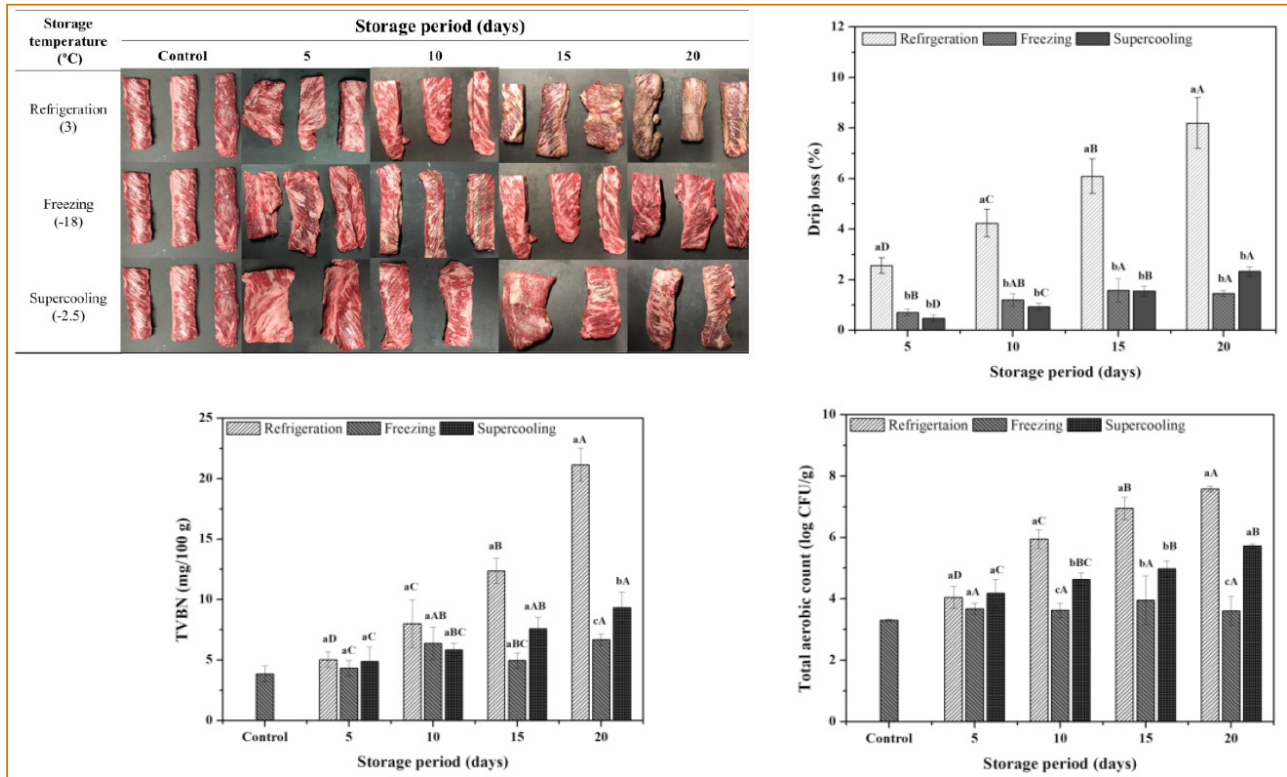 Storage temperature (ºC)
Storage period (days)
Control 5 10 15 20
Refrigeration (3)
Freezing (-18)
Supercooling (-2.5)
Drip loss (%)
12
10
8
6
4
2
0
Refirgeration Freezing Supercooling
aD bB bD
aC bAB bC
aB bA bB
aA bA bA
5 10 15 20
Storage period (days)
TVBN (mg/100 g)
25
20
15
10
5
0
Refrigeration Freezing Supercooling
aD aC aC
aC aAB aBC
aB aBC aAB
aA cA bA
Control 5 10 15 20
Storage period (days)
Total aerobic count (log CFU/g)
10
8
6
4
2
0
Refrigertaion Freezing Supercooling
aD aA aC
aC cA bBC
aB bA bB
aA cA aB
Control 5 10 15 20
Storage period (days)